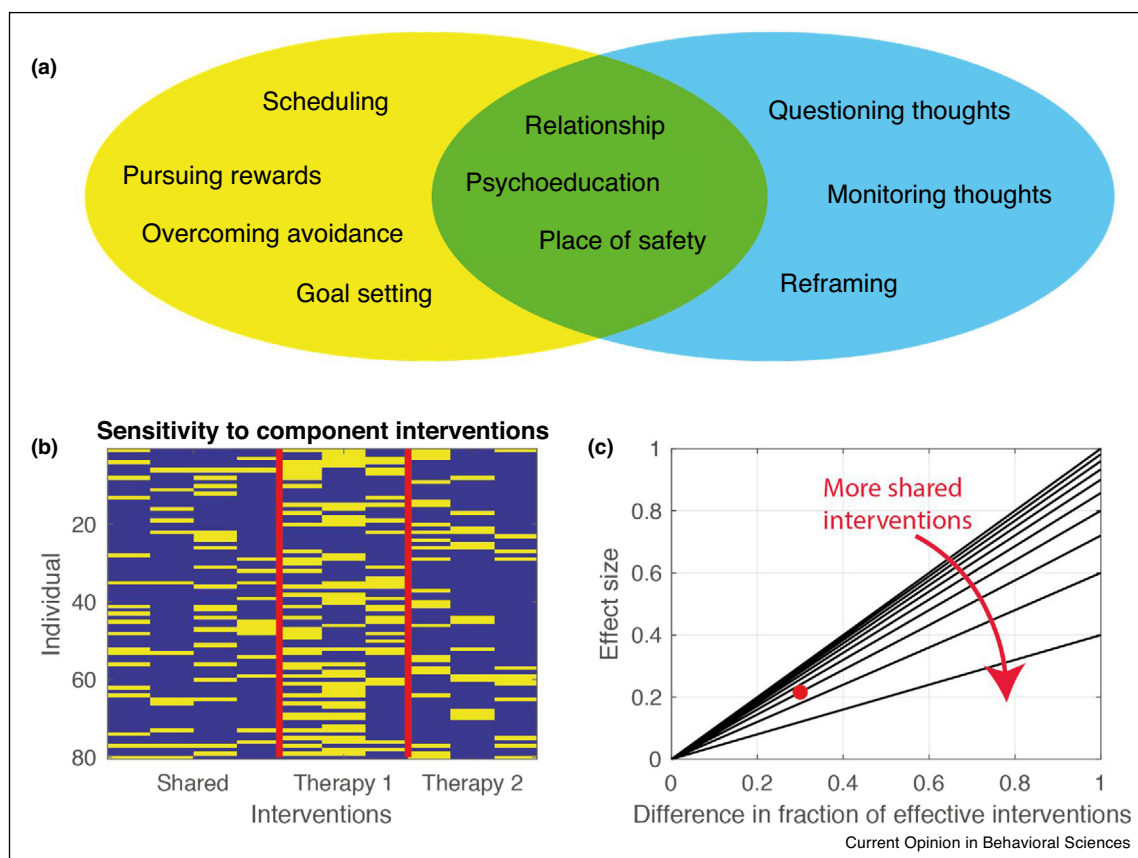 (a)
Scheduling
Pursuing rewards
Overcoming avoidance
Goal setting
Relationship
Psychoeducation
Place of safety
Questioning thoughts
Monitoring thoughts
Reframing
(b)
Sensitivity to component interventions
Individual
20
40
60
80
Shared
Therapy 1
Therapy 2
Interventions
(c)
More shared
interventions
Effect size
1
0.8
0.6
0.4
0.2
0
0
0.2
0.4
0.6
0.8
1
Difference in fraction of effective interventions
Current Opinion in Behavioral Sciences